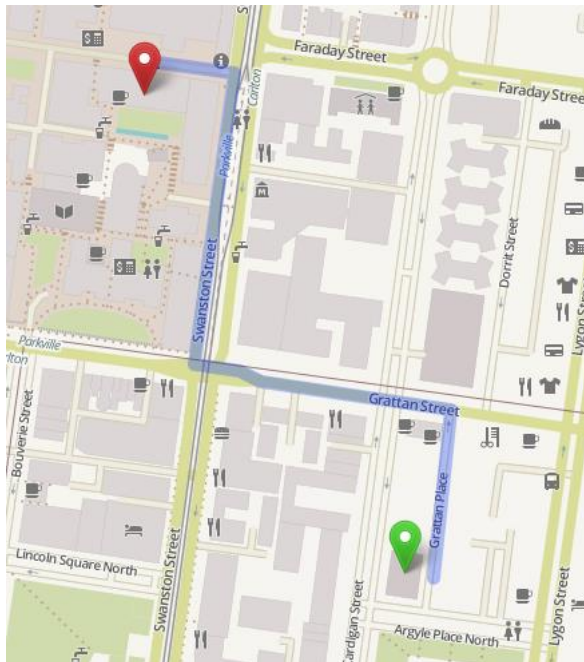 S
Faraday Street
Faraday Street
Carlton
Parkville
M
Dorrit Street
$
$
$
Swanston Street
Lygon Stree
Parkville
arlton
Grattan Street
Bouverie Street
Grattan Place
Swanston Street
Lincoln Square North
Cardigan Street
Lygon Street
Argyle Place North